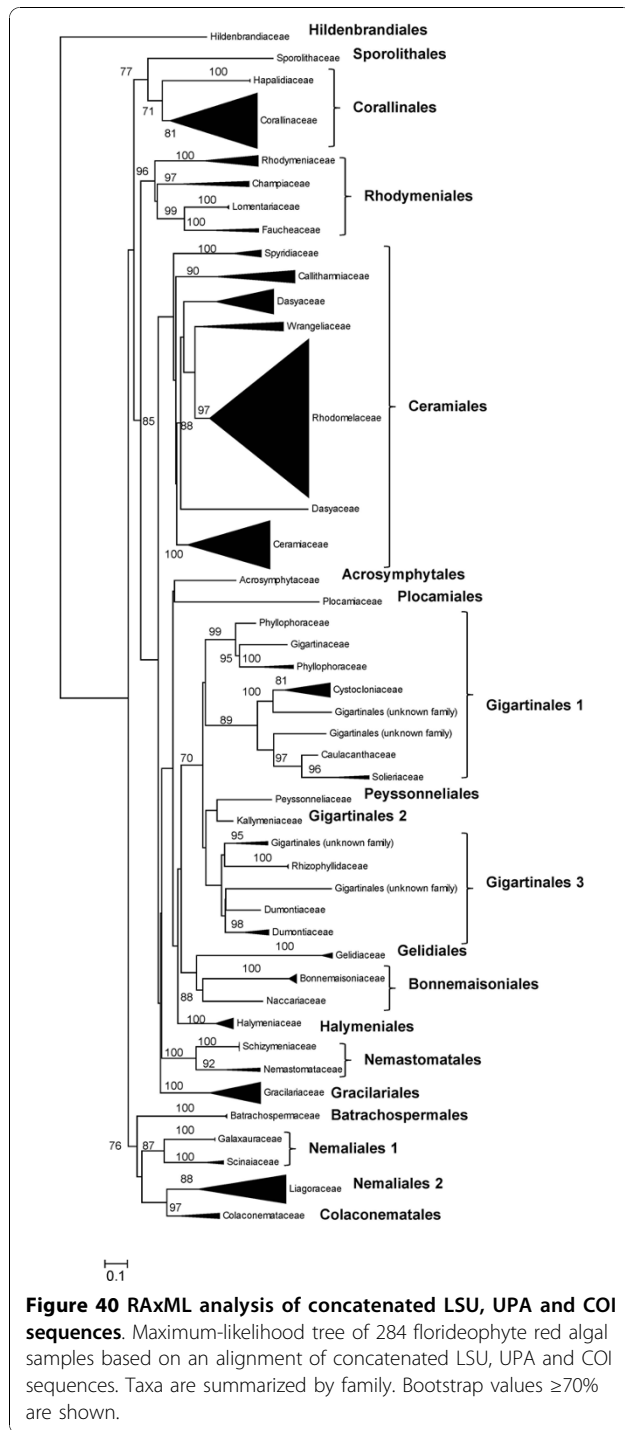 Hildenbrandiaceae Hildenbrandiales
Sporolithaceae Sporolithales
77
100
Hapalidiaceae
71
Corallinales
Corallinaceae
81
100
Rhodymeniaceae
96
97
Champiaceae
Rhodymeniales
100
Lomentariaceae
99
100
Faucheaceae
100
Spyridiaceae
90
Callithamniaceae
Dasyaceae
Wrangeliaceae
Ceramiales
97
Rhodomelaceae
85
88
Dasyaceae
Ceramiaceae
100
Acrosymphytaceae Acrosymphytales
Plocamiaceae Plocamiales
Phyllophoraceae
99
Gigartinaceae
95
100
Phyllophoraceae
81
100
Cystocloniaceae
Gigartinales 1
Gigartinales (unknown family)
89
Gigartinales (unknown family)
97
Caulacanthaceae
96
Solieriaceae
70
Peyssonneliaceae Peyssonneliales
Kallymeniaceae Gigartinales 2
95
Gigartinales (unknown family)
100
Rhizophyllidaceae
Gigartinales 3
Gigartinales (unknown family)
Dumontiaceae
98
Dumontiaceae
100
Gelidiaceae Gelidiales
100
Bonnemaisoniaceae
Bonnemaisoniales
88
Naccariaceae
100
Halymeniaceae Halymeniales
100
Schizymeniaceae
100
Nemastomatales
92
Nemastomataceae
100
Gracilariaceae Gracilariales
100
Batrachospermaceae Batrachospermales
76
87
100
Galaxauraceae
Nemaliales 1
100
Scinaiaceae
88
Liagoraceae Nemaliales 2
97
Colaconemataceae Colaconematales
0.1
Figure 40 RAxML analysis of concatenated LSU, UPA and COI
sequences. Maximum-likelihood tree of 284 florideophyte red algal
samples based on an alignment of concatenated LSU, UPA and COI
sequences. Taxa are summarized by family. Bootstrap values ≥70%
are shown.